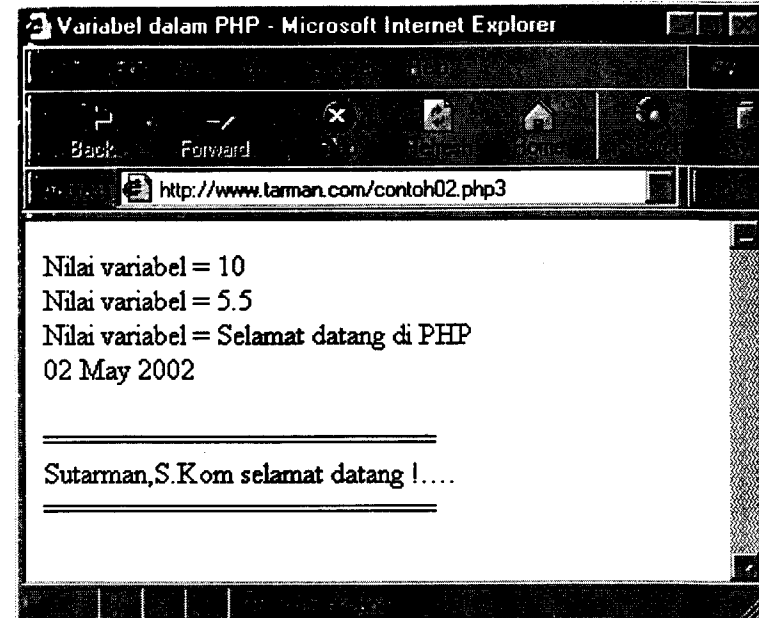 Variabel dalam PHP - Microsoft Internet Explorer
Back Forward
http://www.tarman.com/contoh02.php3
Nilai variabel = 10
Nilai variabel = 5.5
Nilai variabel = Selamat datang di PHP
02 May 2002
Sutarman,S.Kom selamat datang !....